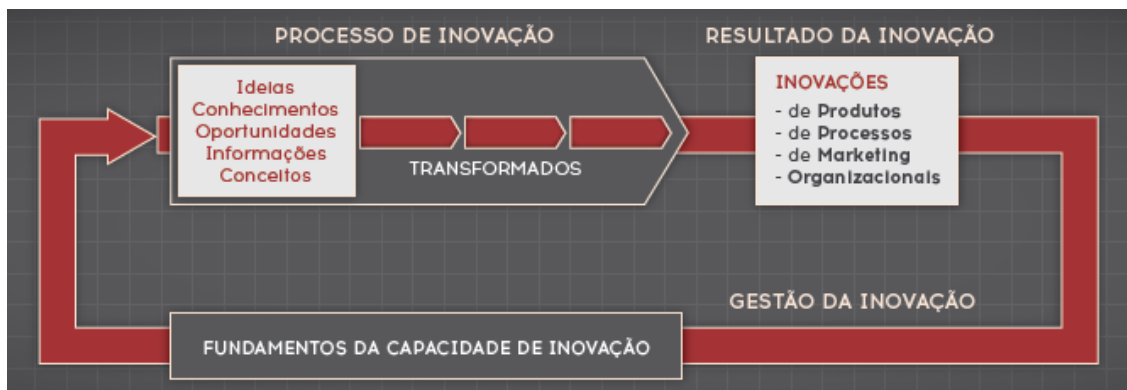 PROCESSO DE INOVAÇÃO
RESULTADO DA INOVAÇÃO
Ideias
Conhecimentos
Oportunidades
Informações
Conceitos
TRANSFORMADOS
INOVAÇÕES
- de Produtos
- de Processos
- de Marketing
- Organizacionais
GESTÃO DA INOVAÇÃO
FUNDAMENTOS DA CAPACIDADE DE INOVAÇÃO